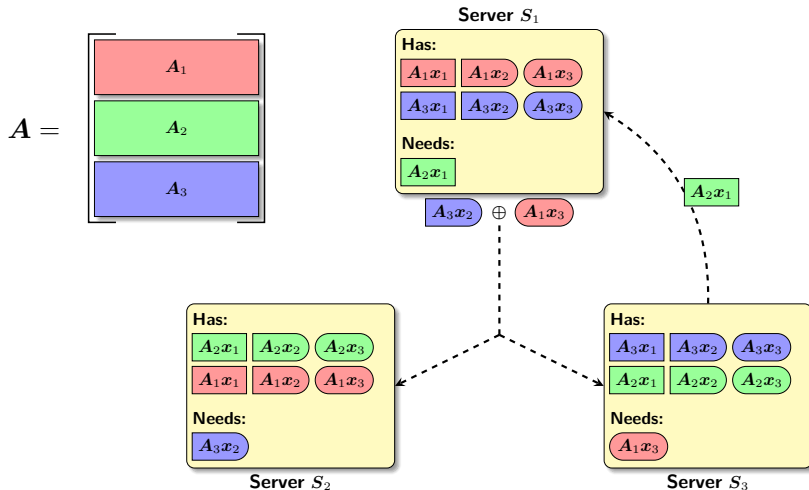 Server S₁
A =
A₁
A₂
A₃
Has:
A₁x₁ A₁x₂ A₁x₃
A₃x₁ A₃x₂ A₃x₃
Needs:
A₂x₁
A₃x₂ ⊕ A₁x₃
A₂x₁
Has:
A₂x₁ A₂x₂ A₂x₃
A₁x₁ A₁x₂ A₁x₃
Needs:
A₃x₂
Server S₂
Has:
A₃x₁ A₃x₂ A₃x₃
A₂x₁ A₂x₂ A₂x₃
Needs:
A₁x₃
Server S₃